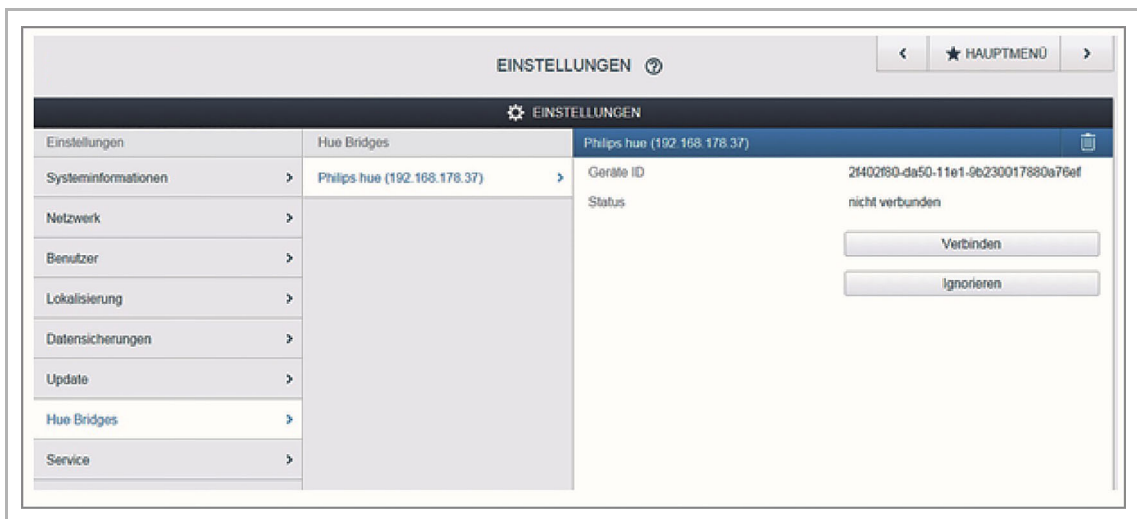 EINSTELLUNGEN
HAUPTMENÜ
EINSTELLUNGEN
Einstellungen
Hue Bridges
Philips hue (192.168.178.37)
Systeminformationen
Philips hue (192.168.178.37)
Geräte ID
2f402f80-da50-11e1-9b230017880a76ef
Netzwerk
Status
nicht verbunden
Benutzer
Verbinden
Lokalisierung
Ignorieren
Datensicherungen
Update
Hue Bridges
Service